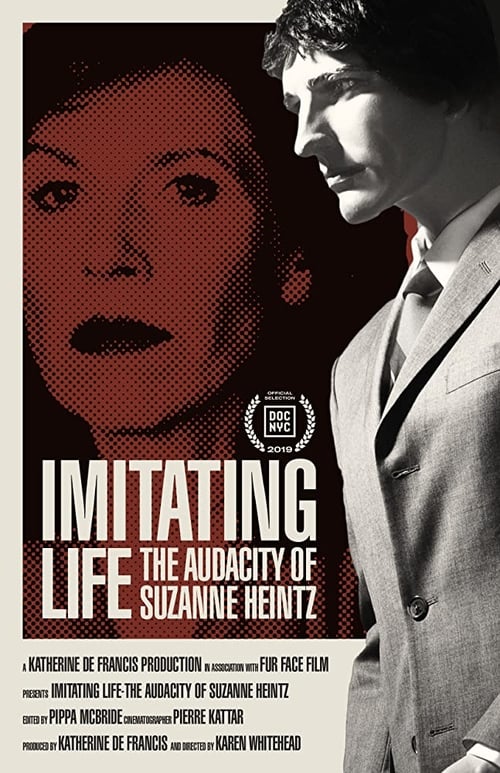 OFFICIAL
SELECTION
DOC
NYC
2019
IMITATING
LIFE THE AUDACITY OF
SUZANNE HEINTZ
A KATHERINE DE FRANCIS PRODUCTION IN ASSOCIATION WITH FUR FACE FILM
PRESENTS IMITATING LIFE-THE AUDACITY OF SUZANNE HEINTZ
EDITED BY PIPPA MCBRIDE CINEMATOGRAPHER PIERRE KATTAR
PRODUCED BY KATHERINE DE FRANCIS AND DIRECTED BY KAREN WHITEHEAD